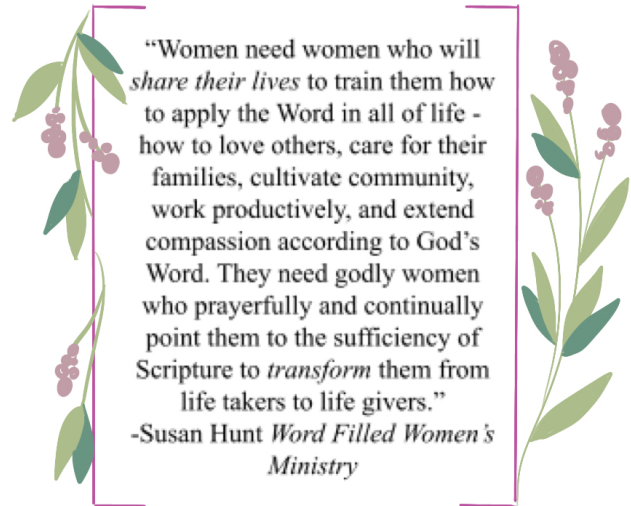 “Women need women who will
share their lives to train them how
to apply the Word in all of life -
how to love others, care for their
families, cultivate community,
work productively, and extend
compassion according to God’s
Word. They need godly women
who prayerfully and continually
point them to the sufficiency of
Scripture to transform them from
life takers to life givers.”
-Susan Hunt Word Filled Women’s
Ministry